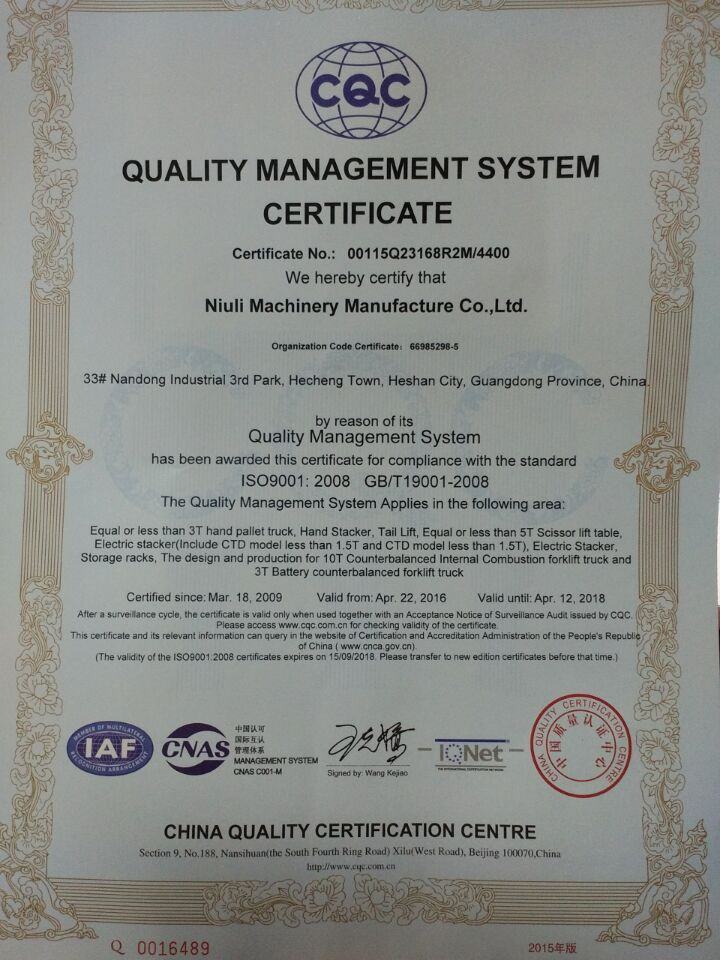 CQC
QUALITY MANAGEMENT SYSTEM
CERTIFICATE
Certificate No.: 00115Q23168R2M/4400
We hereby certify that
Niuli Machinery Manufacture Co.,Ltd.
Organization Code Certificate: 66985298-5
33# Nandong Industrial 3rd Park, Hecheng Town, Heshan City, Guangdong Province, China.
by reason of its
Quality Management System
has been awarded this certificate for compliance with the standard
ISO9001: 2008 GB/T19001-2008
The Quality Management System Applies in the following area:
Equal or less than 3T hand pallet truck, Hand Stacker, Tail Lift, Equal or less than 5T Scissor lift table,
Electric stacker(Include CTD model less than 1.5T and CTD model less than 1.5T), Electric Stacker,
Storage racks, The design and production for 10T Counterbalanced Internal Combustion forklift truck and
3T Battery counterbalanced forklift truck
Certified since: Mar. 18, 2009 Valid from: Apr. 22, 2016 Valid until: Apr. 12, 2018
After a surveillance cycle, the certificate is valid only when used together with an Acceptance Notice of Surveillance Audit issued by CQC.
Please access www.cqc.com.cn for checking validity of the certificate.
This certificate and its relevant information can query in the website of Certification and Accreditation Administration of the People's Republic
of China ( www.cnca.gov.cn).
(The validity of the ISO9001:2008 certificates expires on 15/09/2018. Please transfer to new edition certificates before that time.)
MEMBER OF MULTILATERAL
IAF
RECOGNITION ARRANGEMENT
CNAS
中国认可
国际互认
管理体系
MANAGEMENT SYSTEM
CNAS C001-M
Signed by: Wang Kejiao
IQNet
THE INTERNATIONAL CERTIFICATION NETWORK
CHINA QUALITY CERTIFICATION CENTRE
中国质量认证中心
CHINA QUALITY CERTIFICATION CENTRE
Section 9, No.188, Nansihuan(the South Fourth Ring Road) Xilu(West Road), Beijing 100070,China
http://www.cqc.com.cn
Q 0016489
2015年版